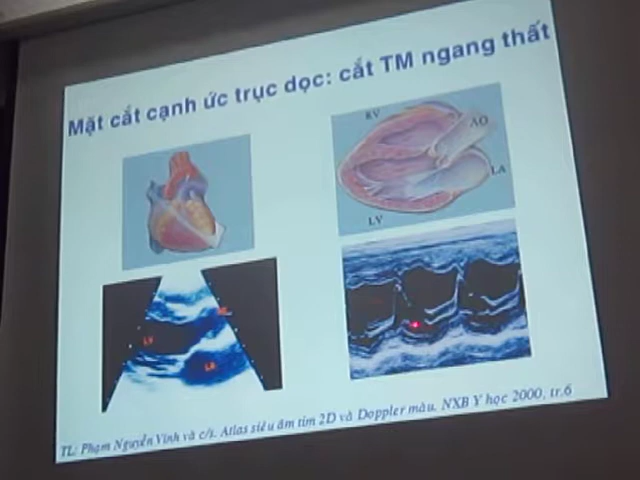 Mặt cắt cạnh ức trục dọc: cắt TM ngang thất
RV
AO
LA
LV
LV
LA
TL: Phạm Nguyễn Vinh và c/s. Atlas siêu âm tim 2D và Doppler màu. NXB Y học 2000, tr.6